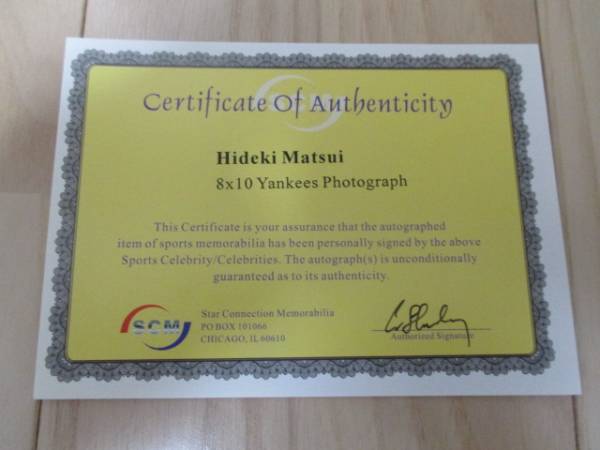 Certificate Of Authenticity
Hideki Matsui
8x10 Yankees Photograph
This Certificate is your assurance that the autographed
item of sports memorabilia has been personally signed by the above
Sports Celebrity/Celebrities. The autograph(s) is unconditionally
guaranteed as to its authenticity.
SCM
Star Connection Memorabilia
PO BOX 101066
CHICAGO, IL 60610
Authorized Signature